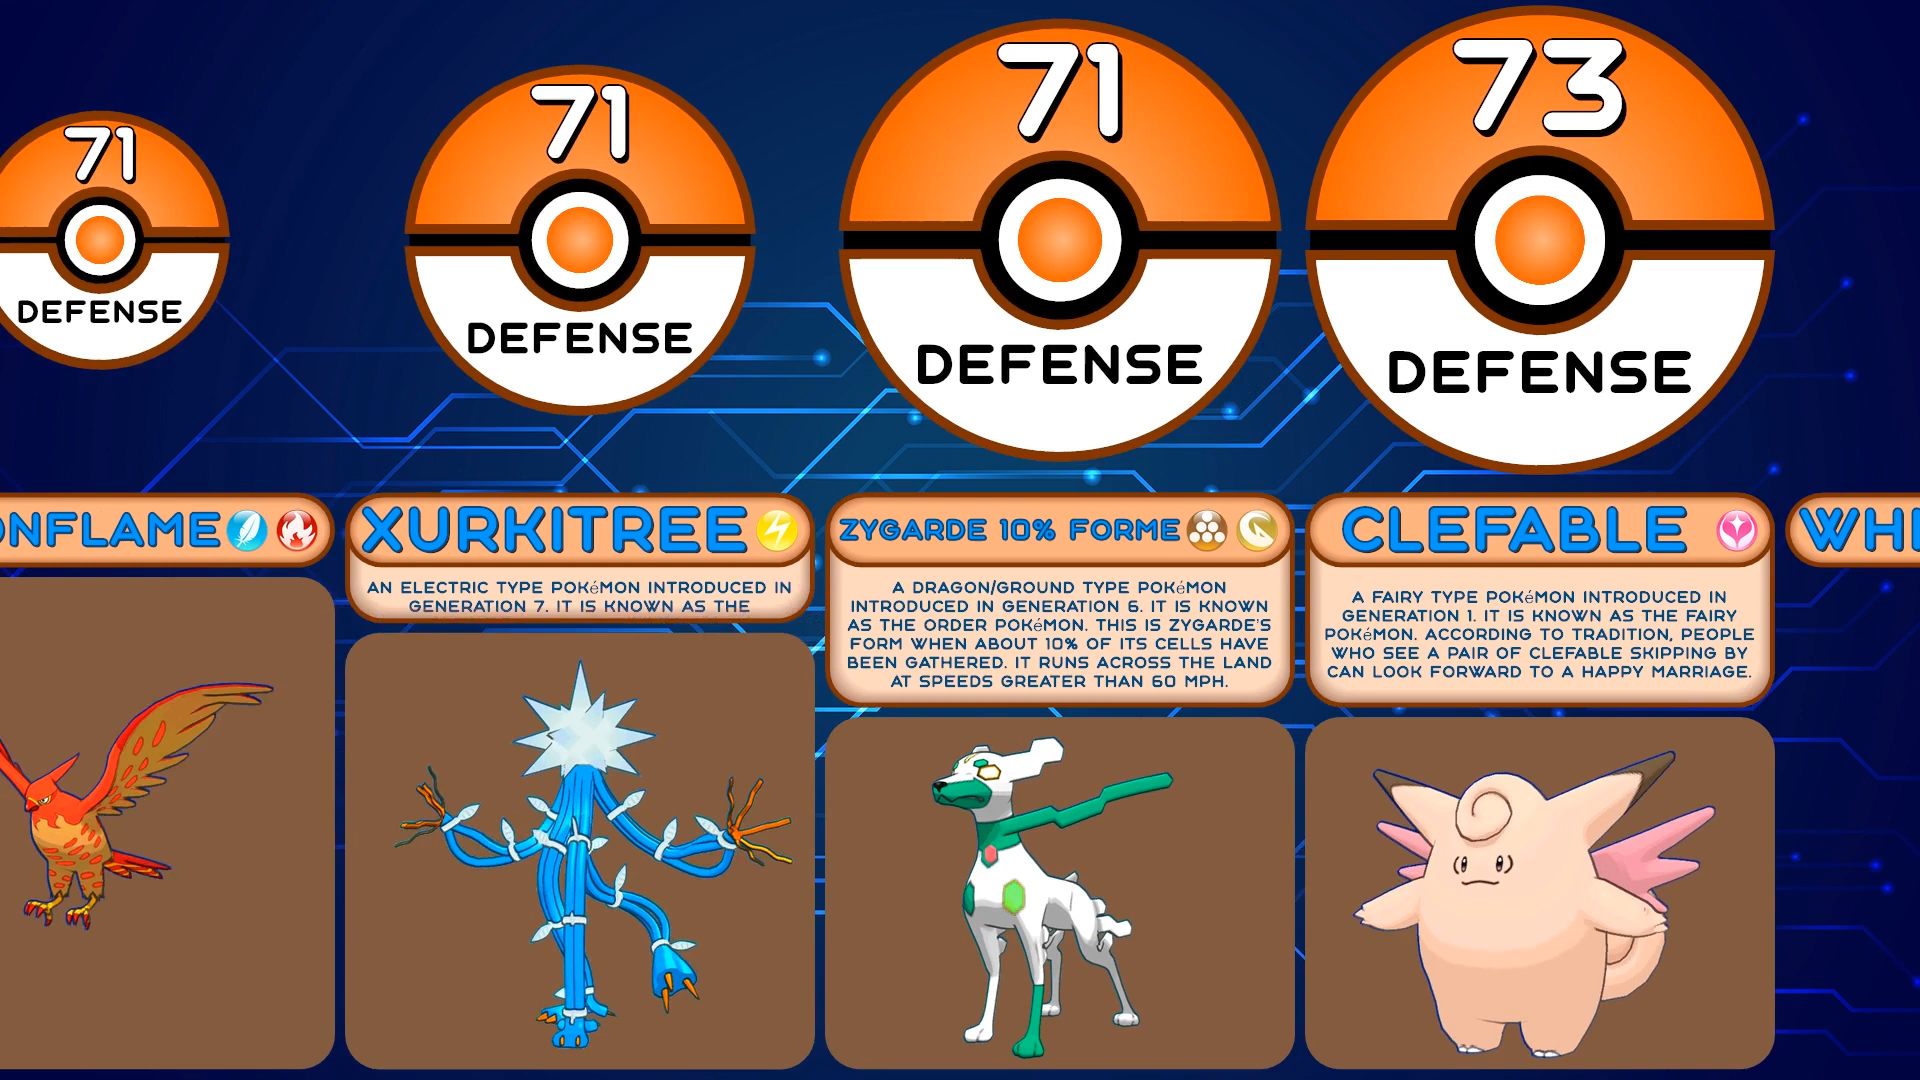 71
DEFENSE
ONFLAME
71
DEFENSE
XURKITREE
AN ELECTRIC TYPE POKéMON INTRODUCED IN
GENERATION 7. IT IS KNOWN AS THE
71
DEFENSE
ZYGARDE 10% FORME
A DRAGON/GROUND TYPE POKéMON
INTRODUCED IN GENERATION 6. IT IS KNOWN
AS THE ORDER POKéMON. THIS IS ZYGARDE'S
FORM WHEN ABOUT 10% OF ITS CELLS HAVE
BEEN GATHERED. IT RUNS ACROSS THE LAND
AT SPEEDS GREATER THAN 60 MPH.
73
DEFENSE
CLEFABLE
A FAIRY TYPE POKéMON INTRODUCED IN
GENERATION 1. IT IS KNOWN AS THE FAIRY
POKéMON. ACCORDING TO TRADITION, PEOPLE
WHO SEE A PAIR OF CLEFABLE SKIPPING BY
CAN LOOK FORWARD TO A HAPPY MARRIAGE.